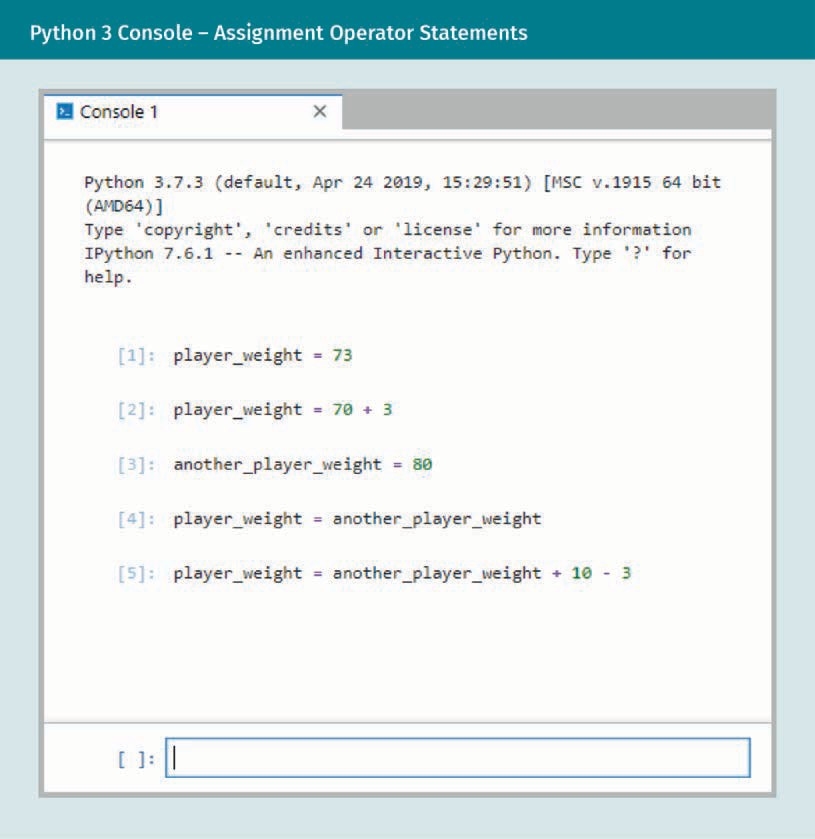 Python 3 Console – Assignment Operator Statements
Console 1
Python 3.7.3 (default, Apr 24 2019, 15:29:51) [MSC v.1915 64 bit
(AMD64)]
Type 'copyright', 'credits' or 'license' for more information
IPython 7.6.1 -- An enhanced Interactive Python. Type '?' for
help.
[1]: player_weight = 73
[2]: player_weight = 70 + 3
[3]: another_player_weight = 80
[4]: player_weight = another_player_weight
[5]: player_weight = another_player_weight + 10 - 3
[ ]: